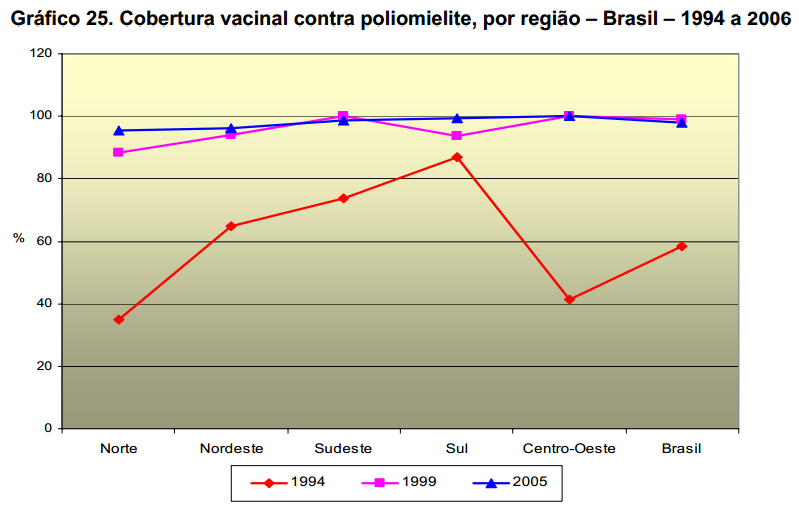 Gráfico 25. Cobertura vacinal contra poliomielite, por região – Brasil – 1994 a 2006
120
100
80
%
60
40
20
0
Norte Nordeste Sudeste Sul Centro-Oeste Brasil
1994 1999 2005